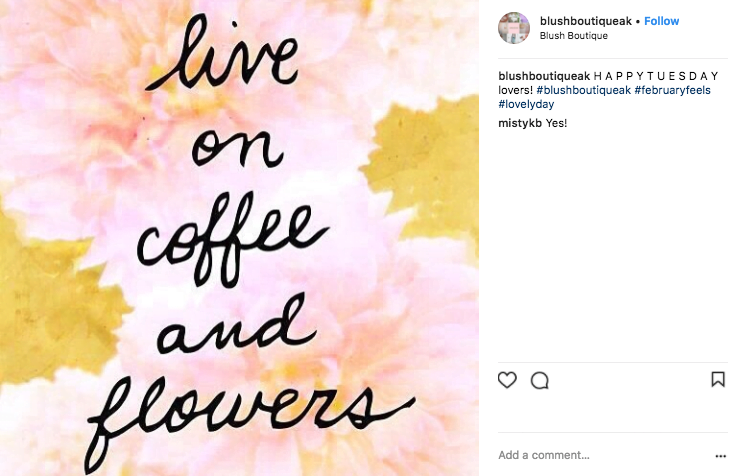 live
on
coffee
and
flowers
blushboutiqueak • Follow
Blush Boutique
blushboutiqueak H A P P Y T U E S D A Y
lovers! #blushboutiqueak #februaryfeels
#lovelyday
mistykb Yes!
Add a comment...